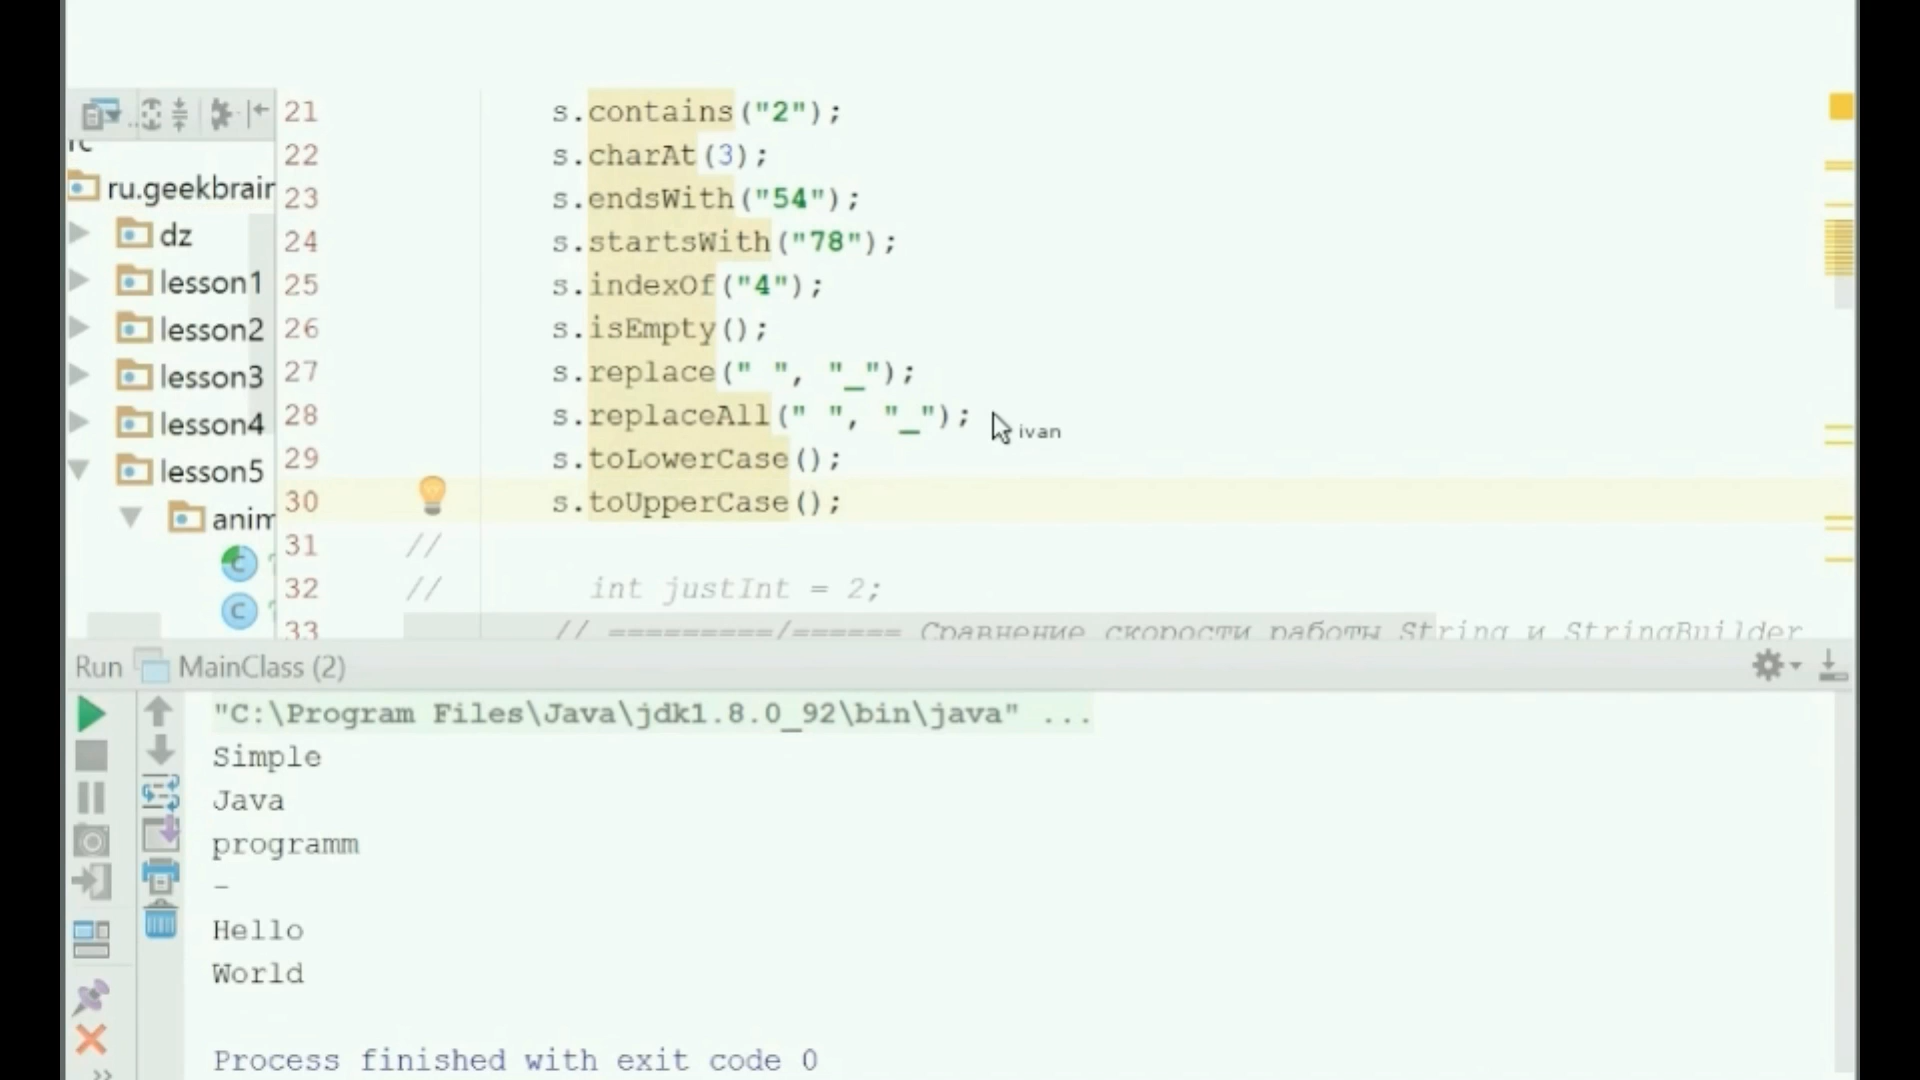 21 s.contains("2");
22 s.charAt(3);
ru.geekbrair
23 s.endsWith("54");
dz
24 s.startsWith("78");
lesson1
25 s.indexOf("4");
lesson2
26 s.isEmpty();
lesson3
27 s.replace(" ", "_");
lesson4
28 s.replaceAll(" ", "_");
ivan
lesson5
29 s.toLowerCase();
anim
30 s.toUpperCase();
31 //
32 // int justInt = 2;
33 // =========/====== Сравнение скорости работы String и StringBuilder
Run MainClass (2)
"C:\Program Files\Java\jdk1.8.0_92\bin\java" ...
Simple
Java
programm
-
Hello
World
Process finished with exit code 0